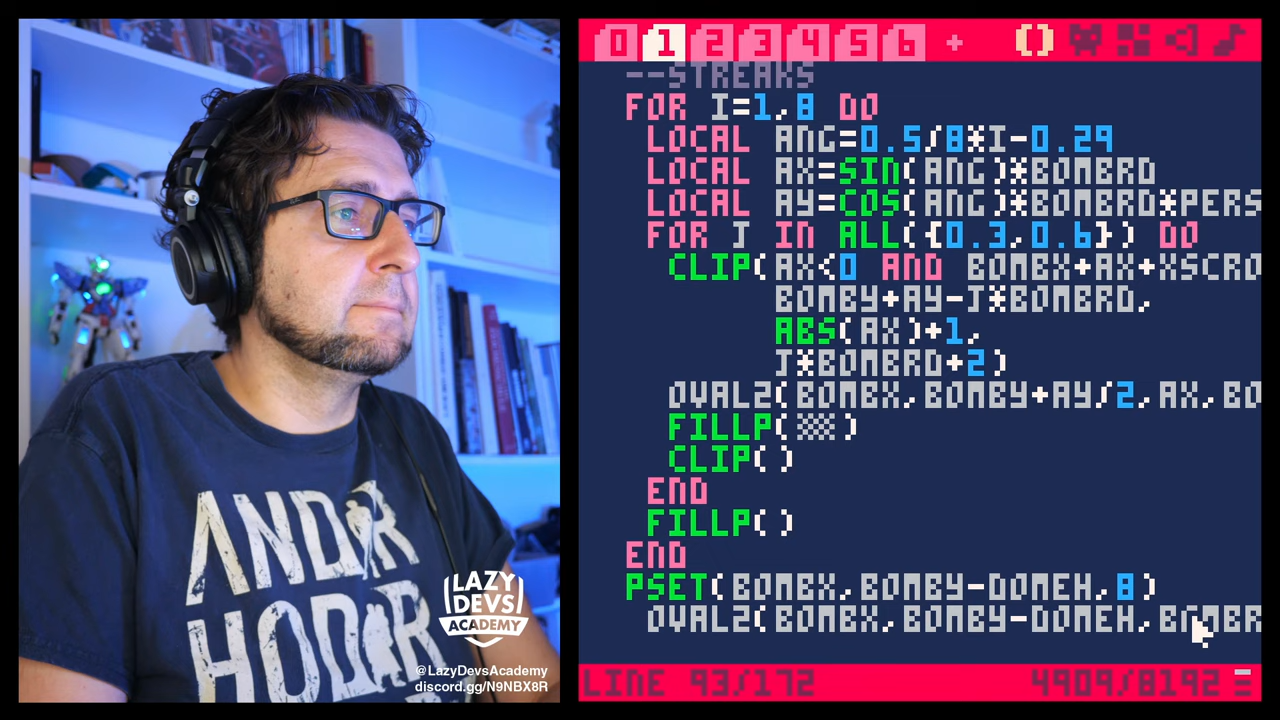 ANDOR
HODOR
LAZY
DEVS
ACADEMY
@LazyDevsAcademy
discord.gg/N9NBX8R
0 1 2 3 4 5 6 +
--STREAKS
FOR I=1,8 DO
LOCAL ANG=0.5/8*I-0.29
LOCAL AX=SIN(ANG)*BOMBRD
LOCAL AY=COS(ANG)*BOMBRD*PERS
FOR J IN ALL({0.3,0.6}) DO
CLIP(AX<0 AND BOMBX+AX+XSCRO
BOMBY+AY-J*BOMBRD,
ABS(AX)+1,
J*BOMBRD+2)
OVAL2(BOMBX,BOMBY+AY/2,AX,BO
FILLP(▒)
CLIP()
END
FILLP()
END
PSET(BOMBX,BOMBY-DOMEH,8)
OVAL2(BOMBX,BOMBY-DOMEH,BOMBR
LINE 93/172
4909/8192